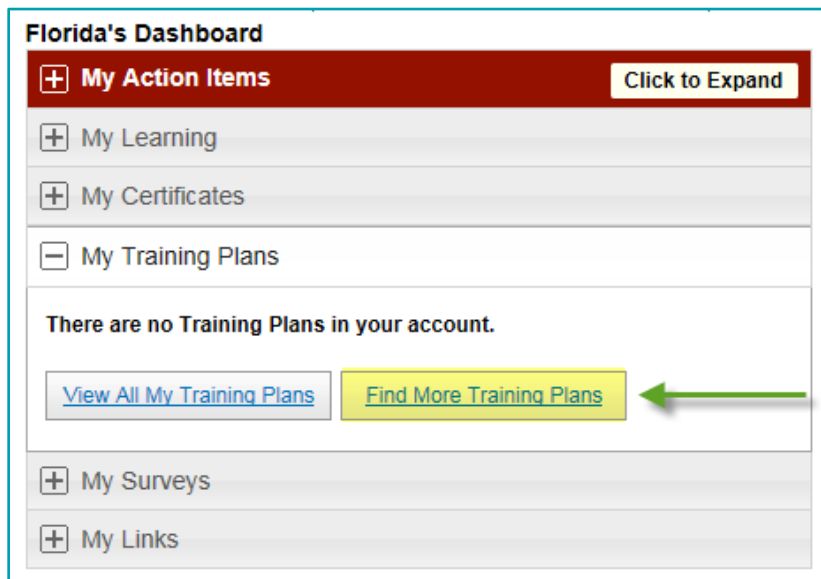 Florida's Dashboard
My Action Items Click to Expand
My Learning
My Certificates
My Training Plans
There are no Training Plans in your account.
View All My Training Plans Find More Training Plans
My Surveys
My Links